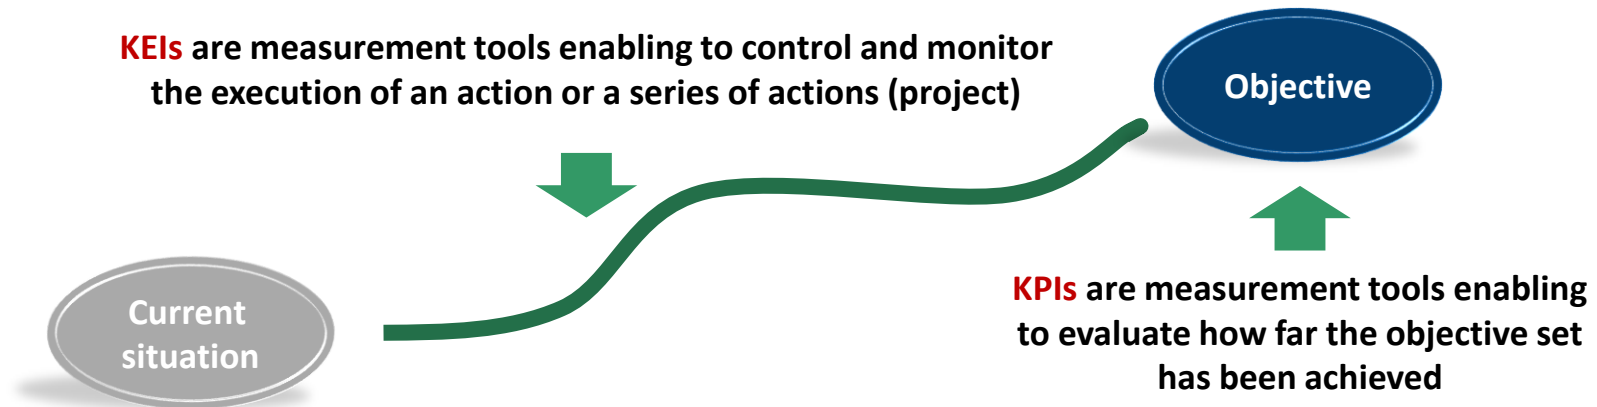 KEIs are measurement tools enabling to control and monitor
the execution of an action or a series of actions (project)
Objective
Current
situation
KPIs are measurement tools enabling
to evaluate how far the objective set
has been achieved